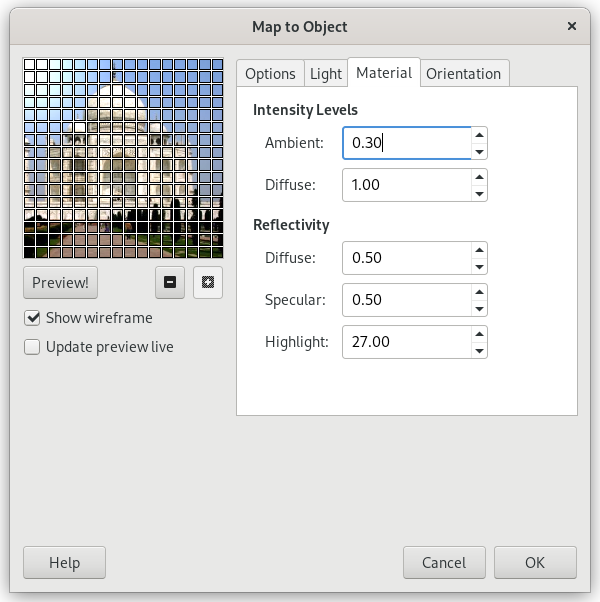 Map to Object
Options Light Material Orientation
Intensity Levels
Ambient: 0.30
Diffuse: 1.00
Reflectivity
Diffuse: 0.50
Specular: 0.50
Highlight: 27.00
Preview!
Show wireframe
Update preview live
Help Cancel OK